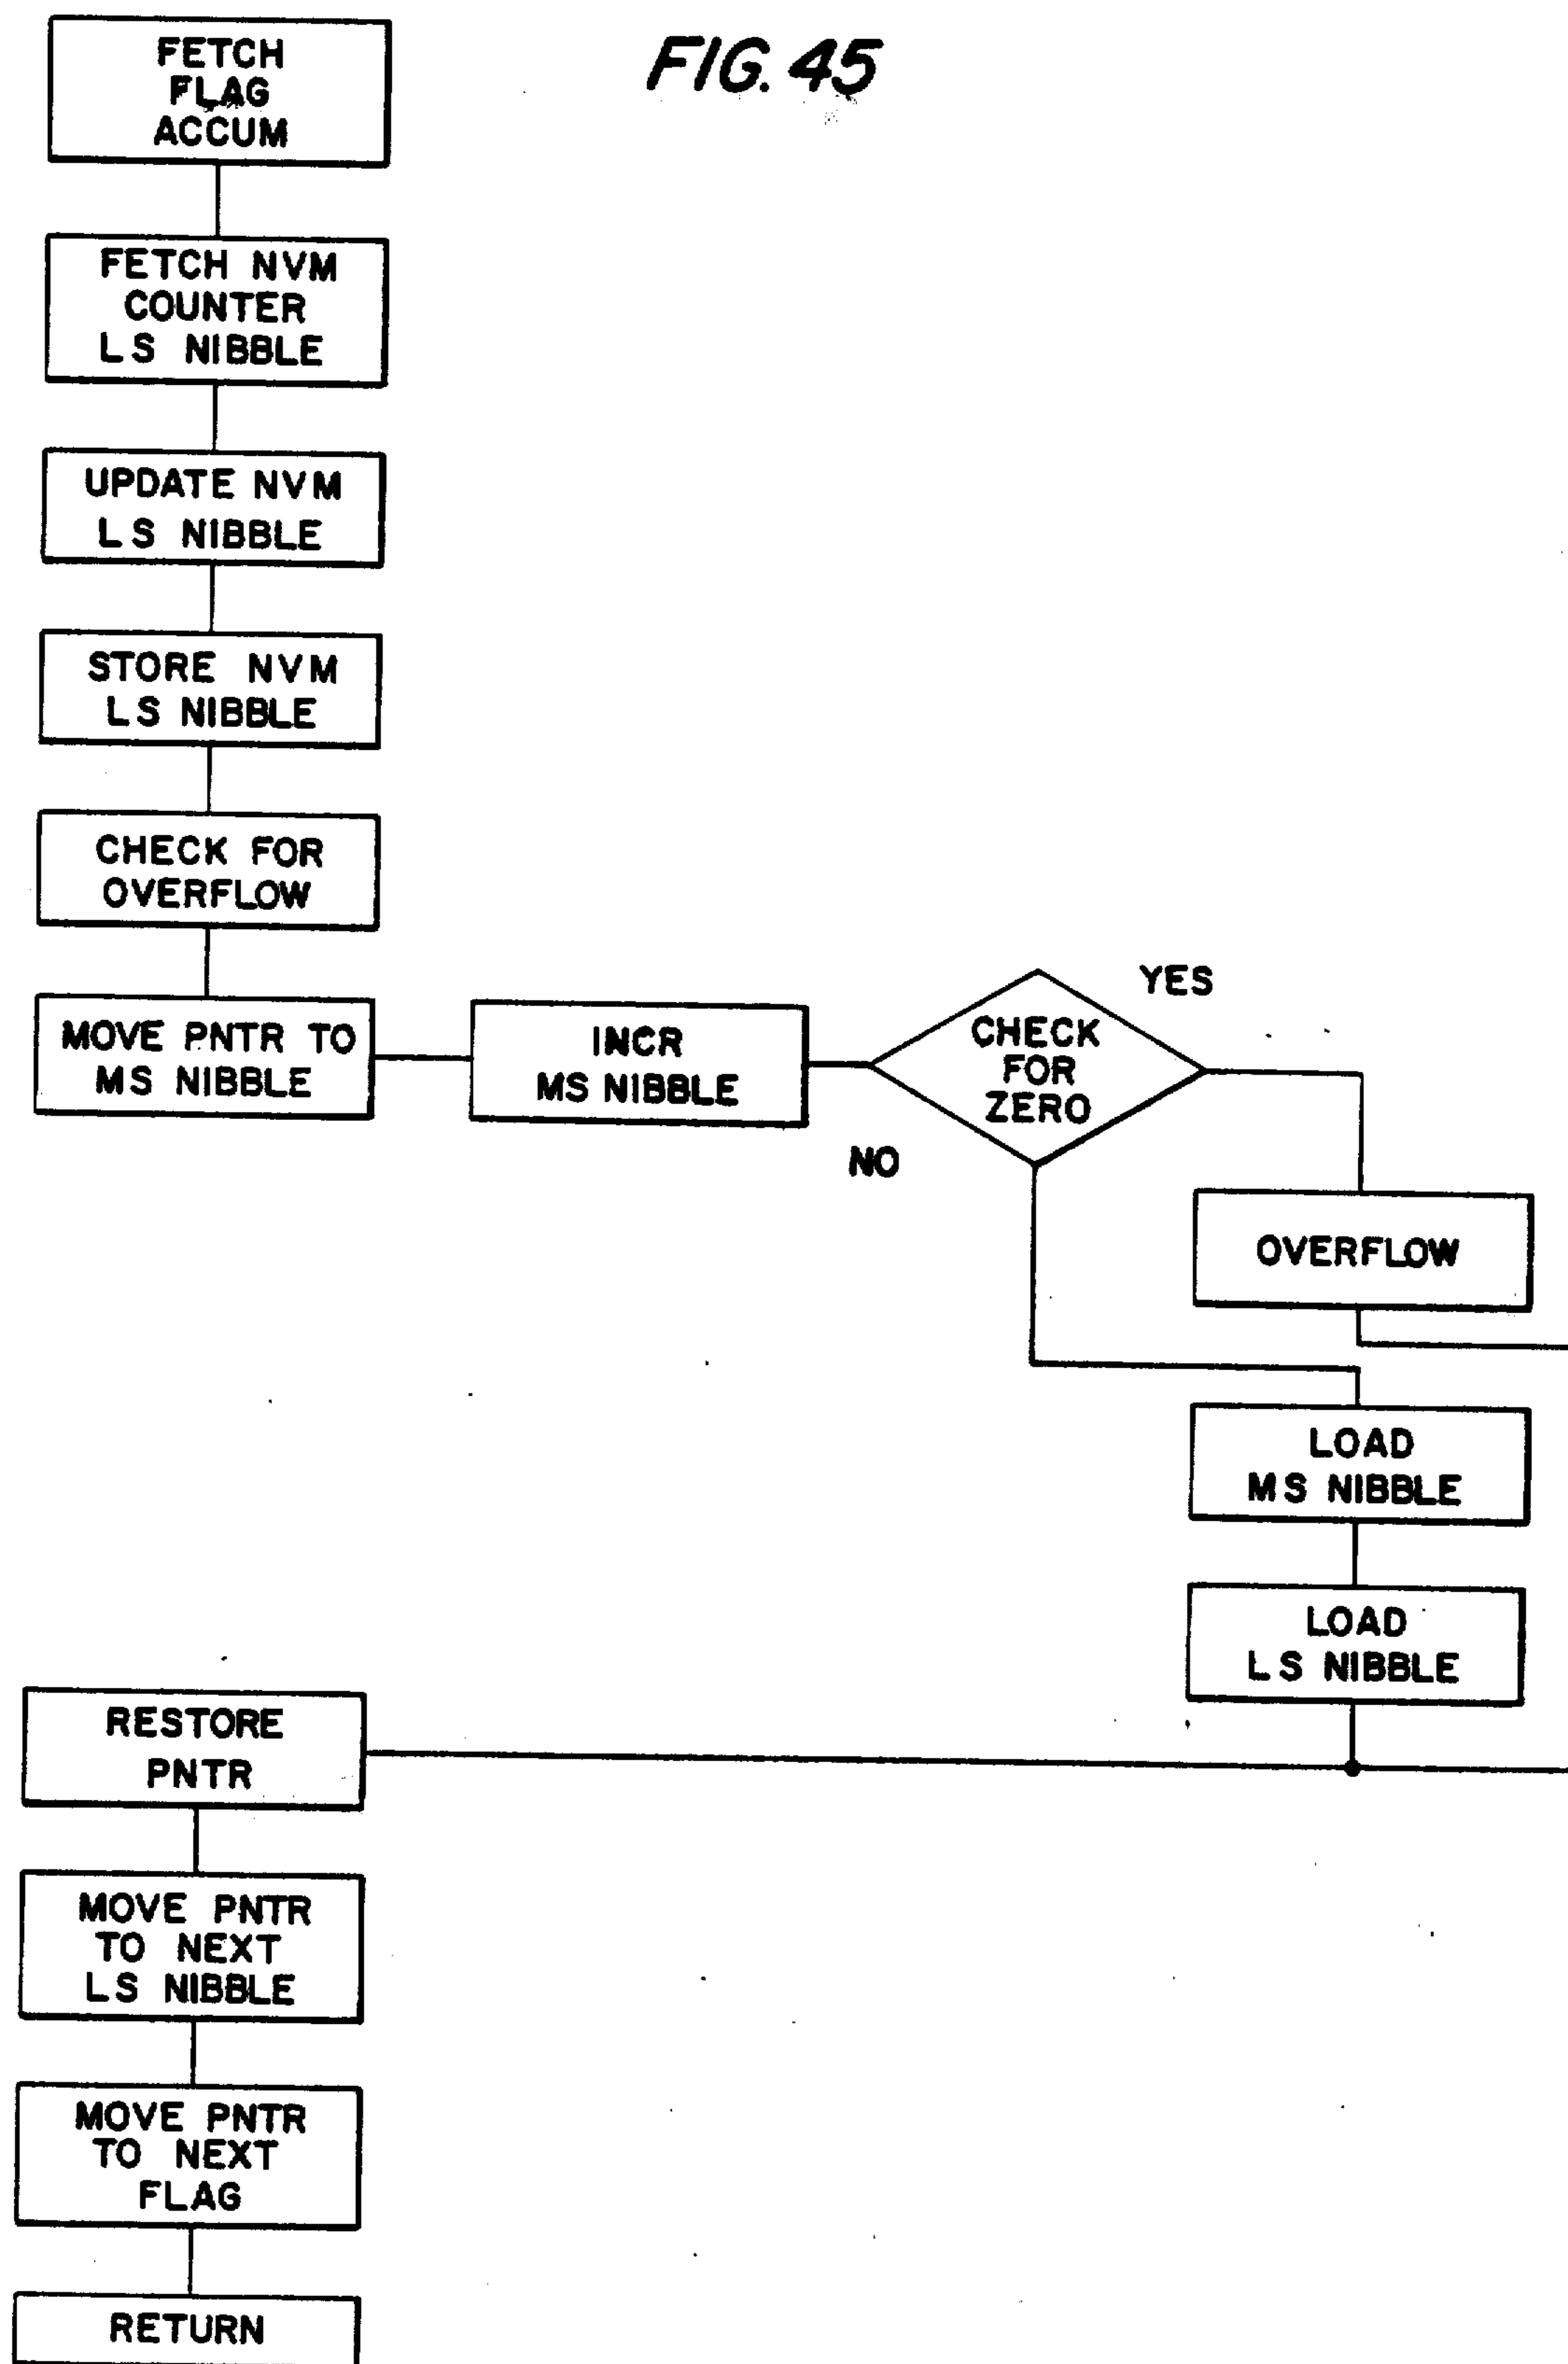 FIG. 45
FETCH
FLAG
ACCUM
FETCH NVM
COUNTER
LS NIBBLE
UPDATE NVM
LS NIBBLE
STORE NVM
LS NIBBLE
CHECK FOR
OVERFLOW
MOVE PNTR TO
MS NIBBLE
INCR
MS NIBBLE
CHECK
FOR
ZERO
YES
NO
OVERFLOW
LOAD
MS NIBBLE
LOAD
LS NIBBLE
RESTORE
PNTR
MOVE PNTR
TO NEXT
LS NIBBLE
MOVE PNTR
TO NEXT
FLAG
RETURN